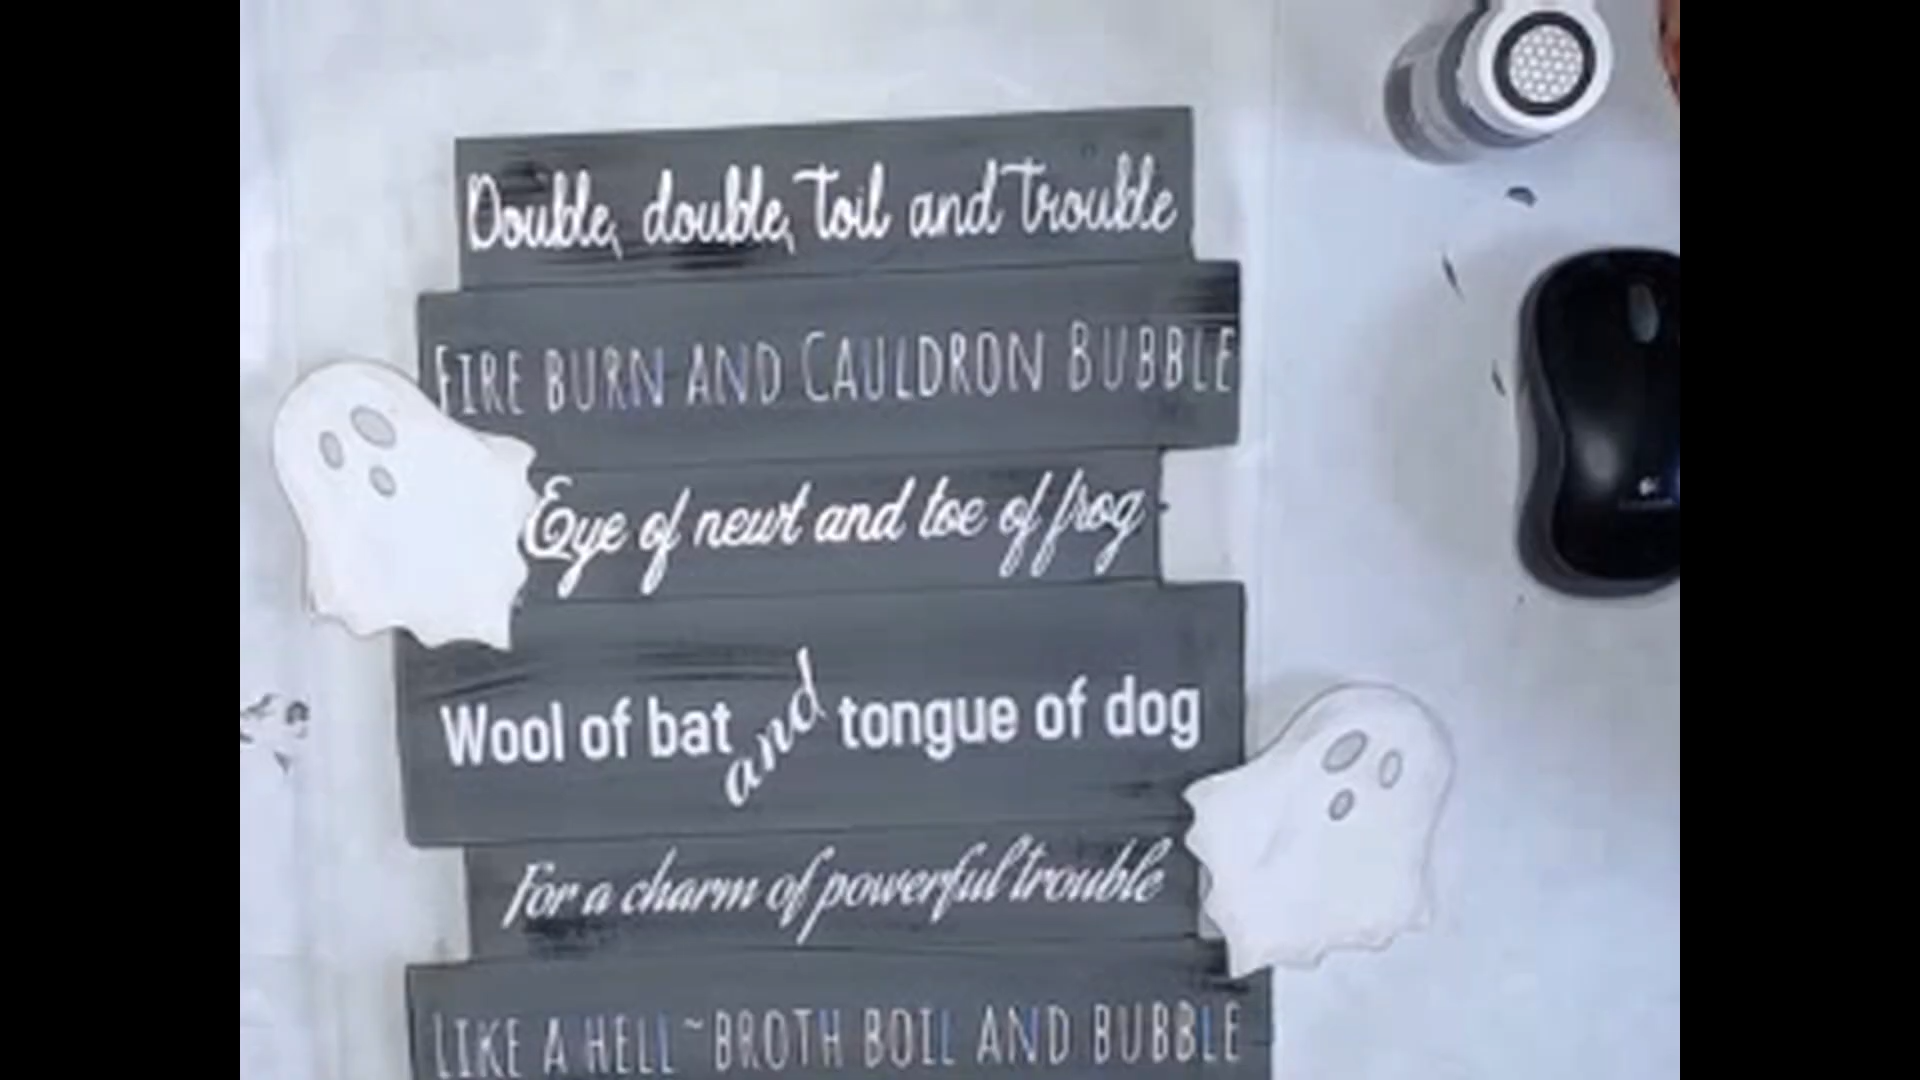 Double, double, toil and trouble
FIRE BURN AND CAULDRON BUBBLE
Eye of newt and toe of frog
Wool of bat and tongue of dog
For a charm of powerful trouble
LIKE A HELL~BROTH BOIL AND BUBBLE